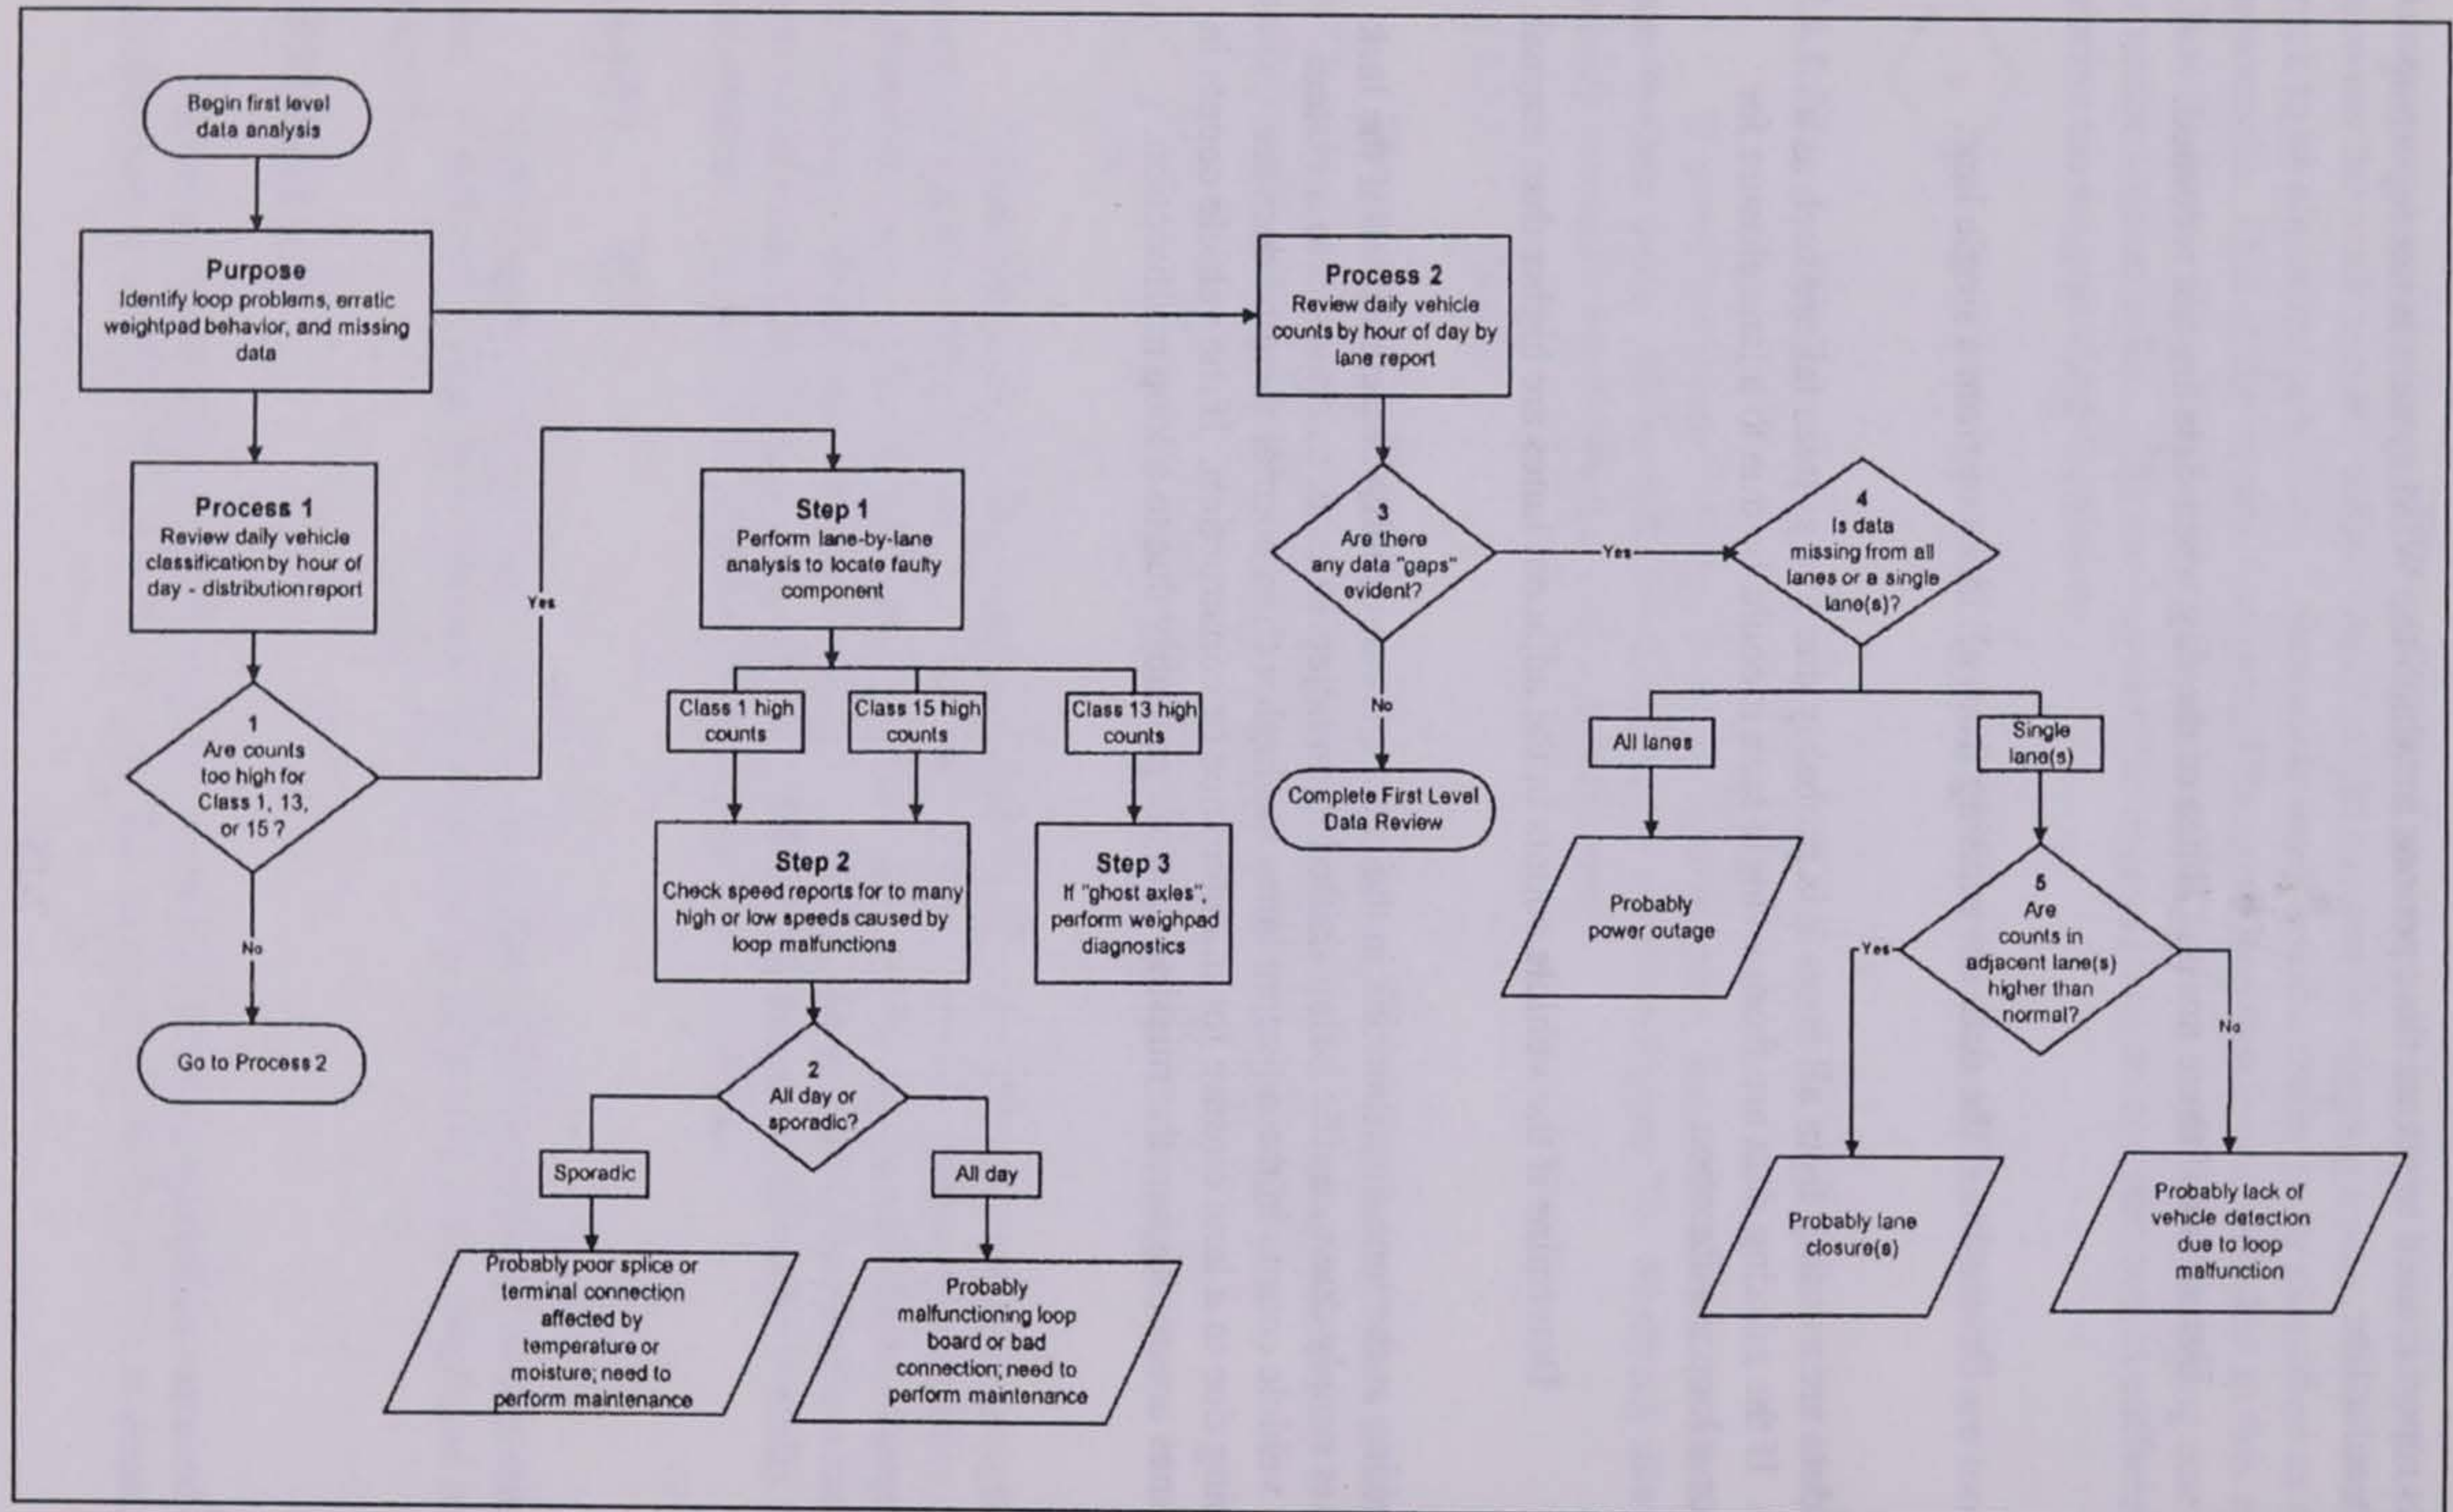 Begin first level
data analysis
Purpose
Identify loop problems, erratic
weightpad behavior, and missing
data
Process 1
Review daily vehicle
classification by hour of
day - distribution report
1
Are counts
too high for
Class 1, 13,
or 15 ?
No
Go to Process 2
Yes
Step 1
Perform lane-by-lane
analysis to locate faulty
component
Class 1 high
counts
Class 15 high
counts
Class 13 high
counts
Step 2
Check speed reports for to many
high or low speeds caused by
loop malfunctions
Step 3
If "ghost axles",
perform weighpad
diagnostics
2
All day or
sporadic?
Sporadic
All day
Probably poor splice or
terminal connection
affected by
temperature or
moisture; need to
perform maintenance
Probably
malfunctioning loop
board or bad
connection; need to
perform maintenance
Process 2
Review daily vehicle
counts by hour of day by
lane report
3
Are there
any data "gaps"
evident?
Yes
No
Complete First Level
Data Review
4
Is data
missing from all
lanes or a single
lane(s)?
All lanes
Single
lane(s)
Probably
power outage
5
Are
counts in
adjacent lane(s)
higher than
normal?
Yes
No
Probably lane
closure(s)
Probably lack of
vehicle detection
due to loop
malfunction